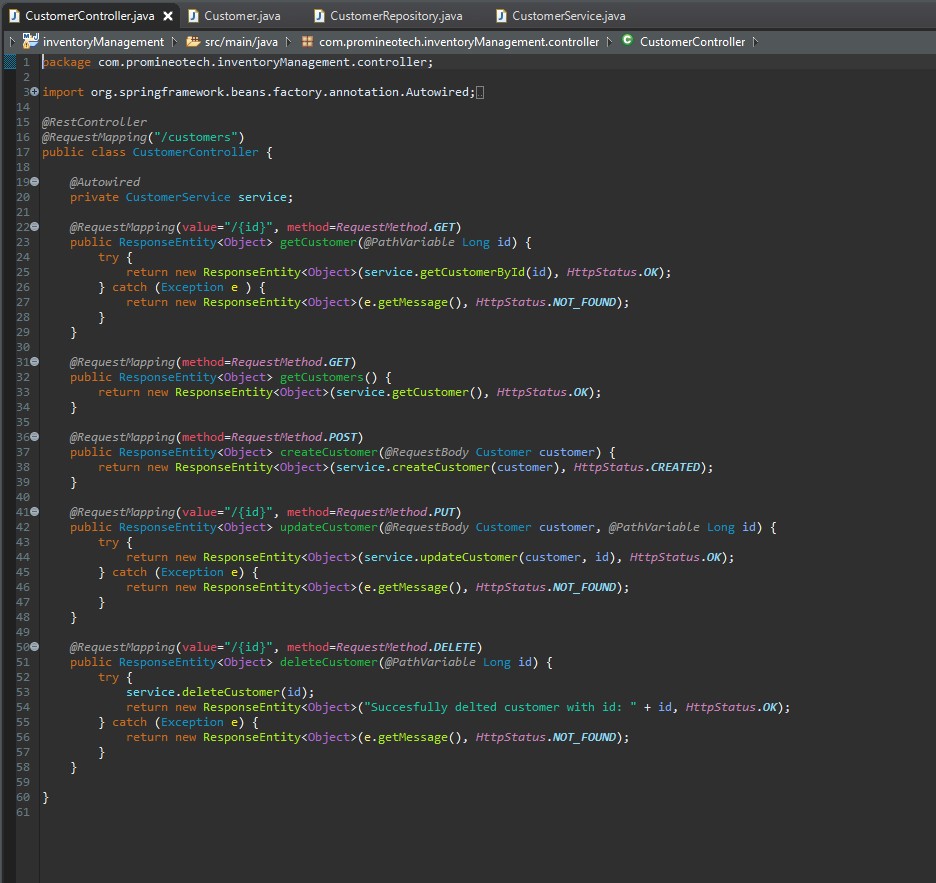 CustomerController.java Customer.java CustomerRepository.java CustomerService.java
inventoryManagement src/main/java com.promineotech.inventoryManagement.controller CustomerController
1 package com.promineotech.inventoryManagement.controller;
2
3 import org.springframework.beans.factory.annotation.Autowired;
14
15 @RestController
16 @RequestMapping("/customers")
17 public class CustomerController {
18
19 @Autowired
20 private CustomerService service;
21
22 @RequestMapping(value="/{id}", method=RequestMethod.GET)
23 public ResponseEntity<Object> getCustomer(@PathVariable Long id) {
24 try {
25 return new ResponseEntity<Object>(service.getCustomerById(id), HttpStatus.OK);
26 } catch (Exception e ) {
27 return new ResponseEntity<Object>(e.getMessage(), HttpStatus.NOT_FOUND);
28 }
29 }
30
31 @RequestMapping(method=RequestMethod.GET)
32 public ResponseEntity<Object> getCustomers() {
33 return new ResponseEntity<Object>(service.getCustomer(), HttpStatus.OK);
34 }
35
36 @RequestMapping(method=RequestMethod.POST)
37 public ResponseEntity<Object> createCustomer(@RequestBody Customer customer) {
38 return new ResponseEntity<Object>(service.createCustomer(customer), HttpStatus.CREATED);
39 }
40
41 @RequestMapping(value="/{id}", method=RequestMethod.PUT)
42 public ResponseEntity<Object> updateCustomer(@RequestBody Customer customer, @PathVariable Long id) {
43 try {
44 return new ResponseEntity<Object>(service.updateCustomer(customer, id), HttpStatus.OK);
45 } catch (Exception e) {
46 return new ResponseEntity<Object>(e.getMessage(), HttpStatus.NOT_FOUND);
47 }
48 }
49
50 @RequestMapping(value="/{id}", method=RequestMethod.DELETE)
51 public ResponseEntity<Object> deleteCustomer(@PathVariable Long id) {
52 try {
53 service.deleteCustomer(id);
54 return new ResponseEntity<Object>("Succesfully delted customer with id: " + id, HttpStatus.OK);
55 } catch (Exception e) {
56 return new ResponseEntity<Object>(e.getMessage(), HttpStatus.NOT_FOUND);
57 }
58 }
59
60 }
61